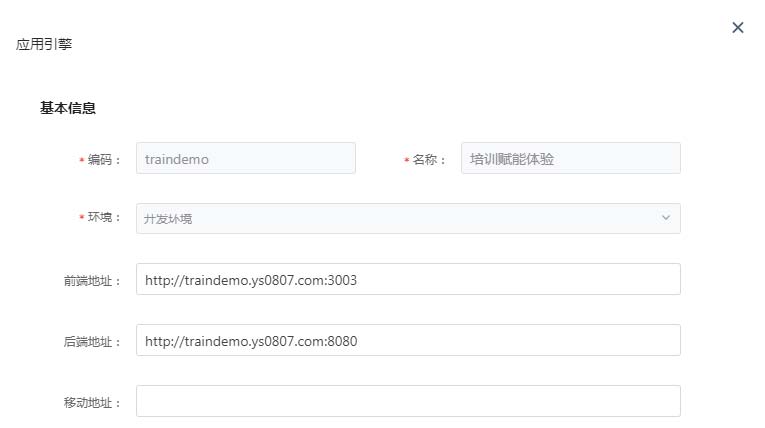 应用引擎
基本信息
* 编码： traindemo * 名称： 培训赋能体验
* 环境： 开发环境
前端地址： http://traindemo.ys0807.com:3003
后端地址： http://traindemo.ys0807.com:8080
移动地址：